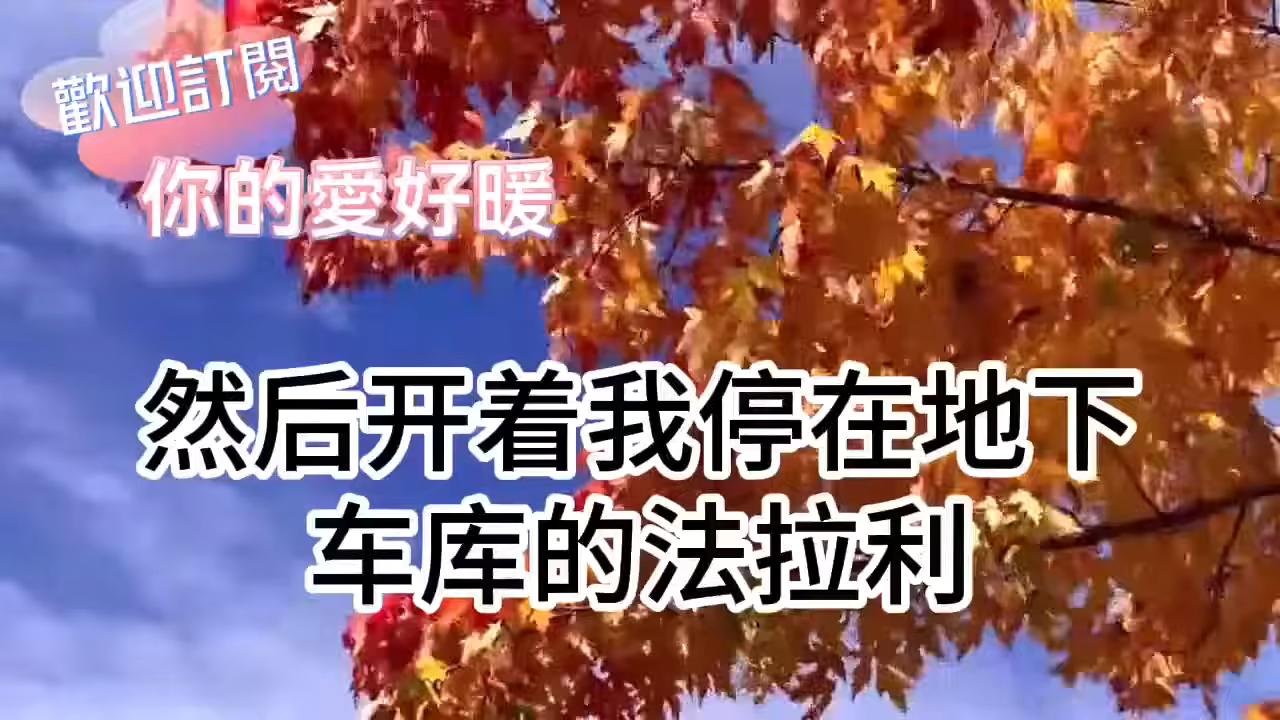 歡迎訂閱
你的愛好暖
然后开着我停在地下
车库的法拉利